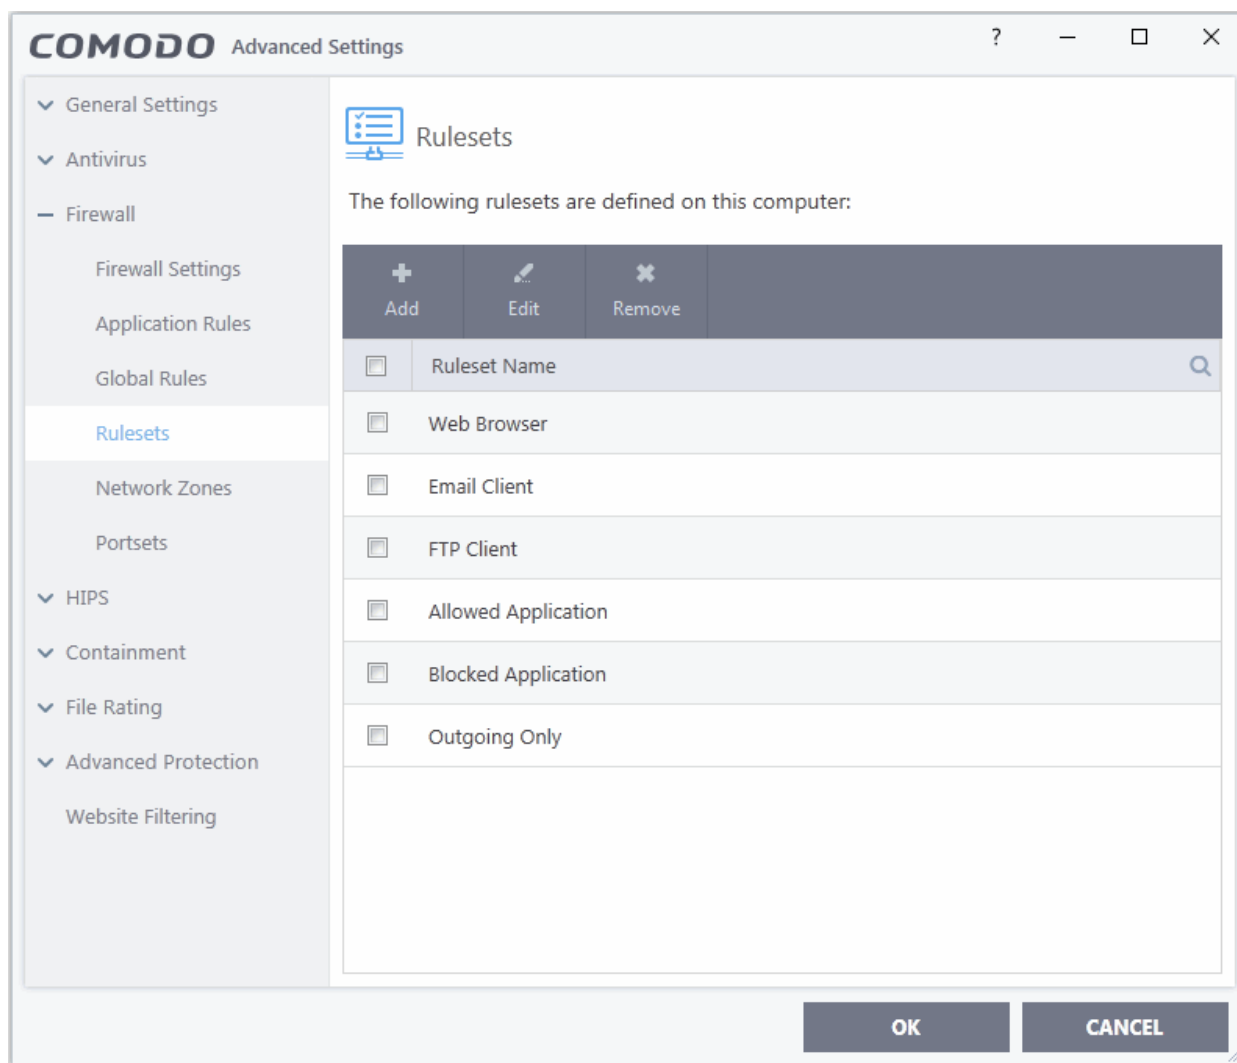 COMODO Advanced Settings ?
General Settings
Antivirus
Firewall
Firewall Settings
Application Rules
Global Rules
Rulesets
Network Zones
Portsets
HIPS
Containment
File Rating
Advanced Protection
Website Filtering
Rulesets
The following rulesets are defined on this computer:
Add Edit Remove
Ruleset Name
Web Browser
Email Client
FTP Client
Allowed Application
Blocked Application
Outgoing Only
OK CANCEL